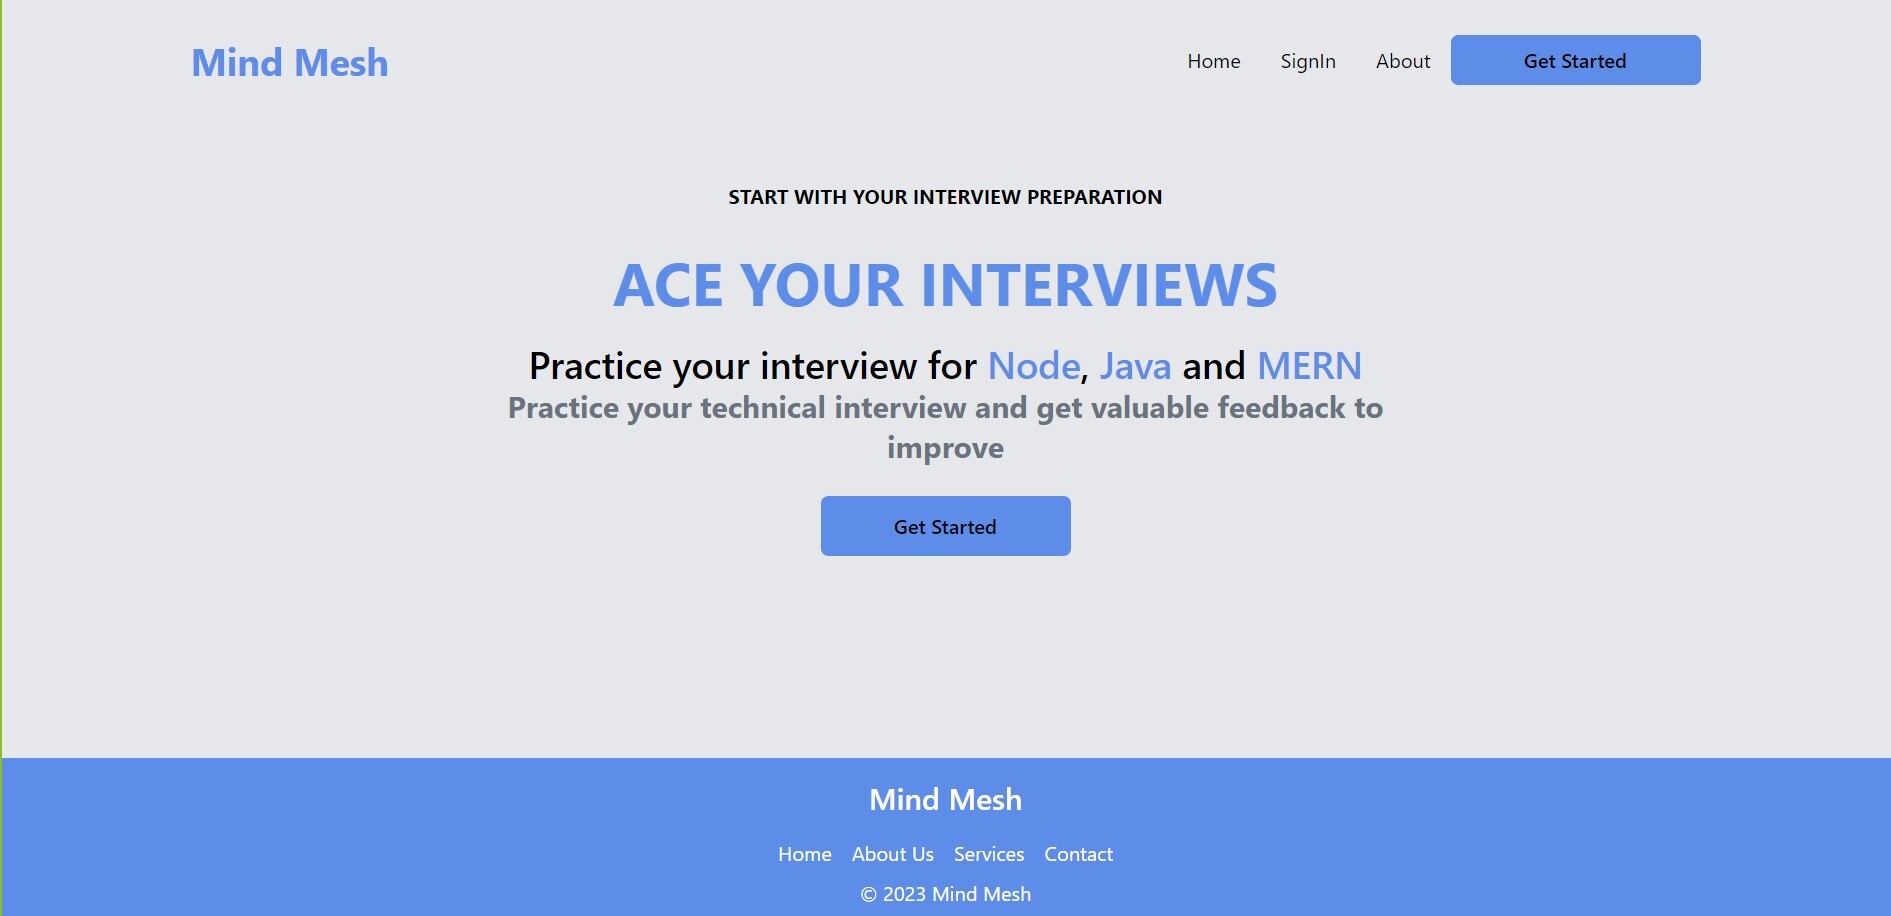 Mind Mesh
Home SignIn About Get Started
START WITH YOUR INTERVIEW PREPARATION
ACE YOUR INTERVIEWS
Practice your interview for Node, Java and MERN
Practice your technical interview and get valuable feedback to
improve
Get Started
Mind Mesh
Home About Us Services Contact
© 2023 Mind Mesh